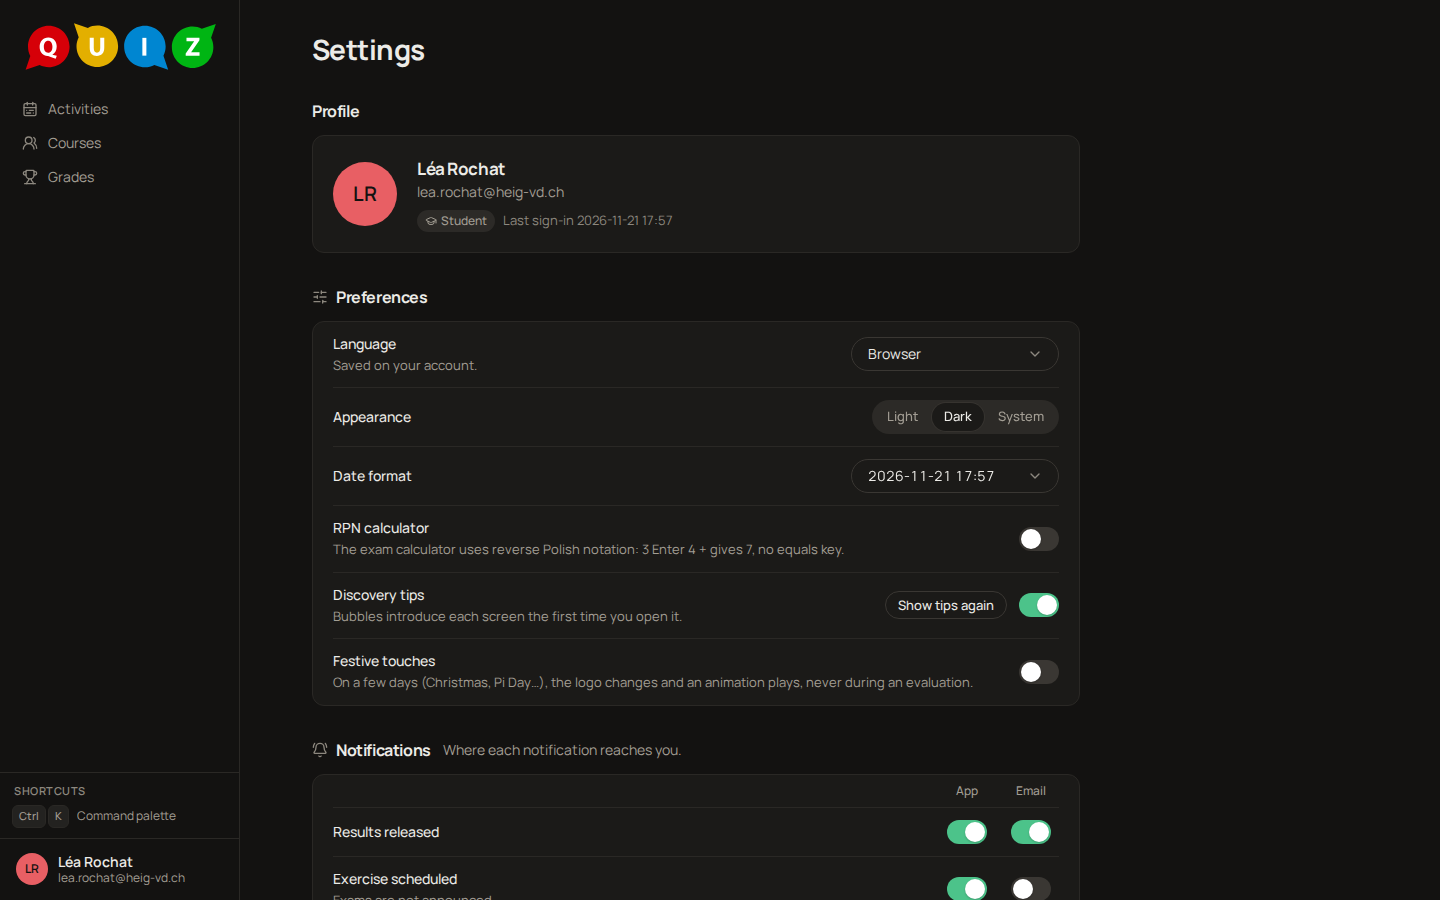 QUIZ
Activities
Courses
Grades
SHORTCUTS
Ctrl K Command palette
LR
Léa Rochat
lea.rochat@heig-vd.ch
Settings
Profile
LR
Léa Rochat
lea.rochat@heig-vd.ch
Student Last sign-in 2026-11-21 17:57
Preferences
Language
Saved on your account.
Browser
Appearance
Light Dark System
Date format
2026-11-21 17:57
RPN calculator
The exam calculator uses reverse Polish notation: 3 Enter 4 + gives 7, no equals key.
Discovery tips
Bubbles introduce each screen the first time you open it.
Show tips again
Festive touches
On a few days (Christmas, Pi Day…), the logo changes and an animation plays, never during an evaluation.
Notifications Where each notification reaches you.
App Email
Results released
Exercise scheduled
Exams are not announced